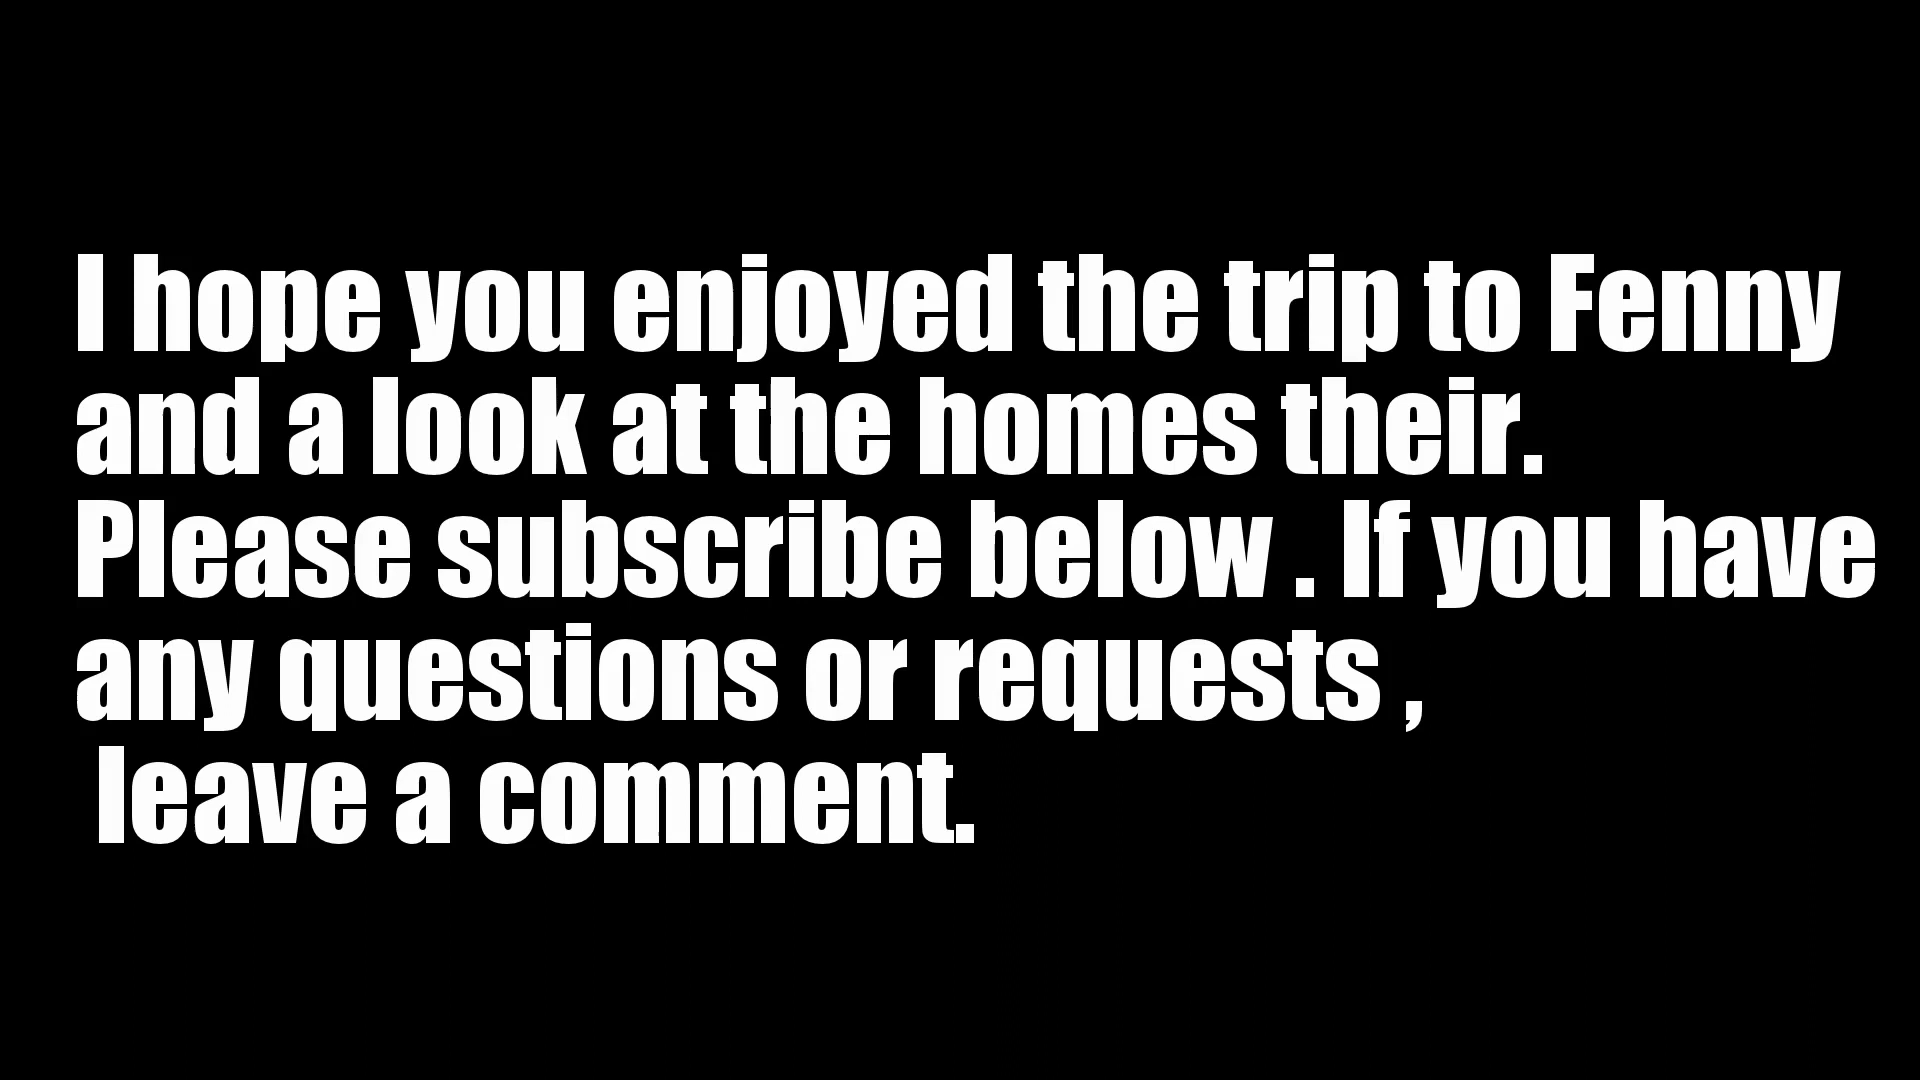 I hope you enjoyed the trip to Fenny
and a look at the homes their.
Please subscribe below . If you have
any questions or requests ,
leave a comment.